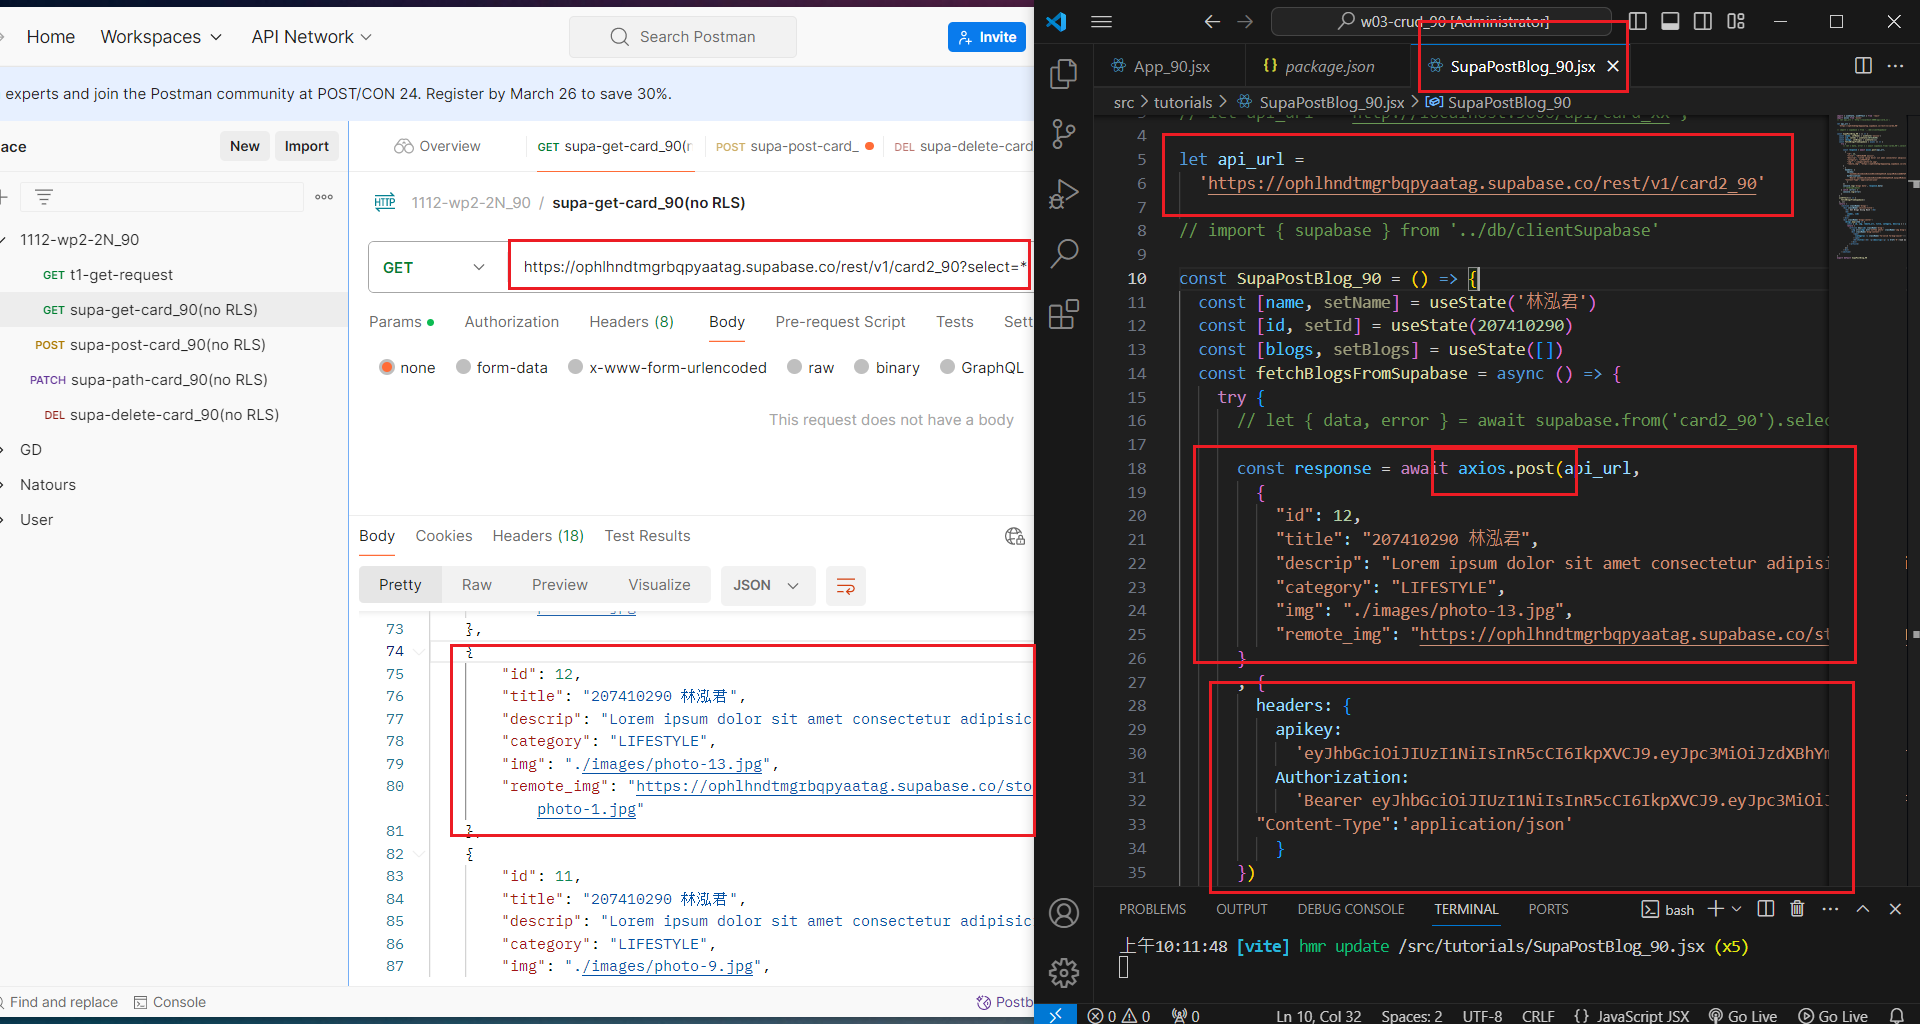 Home Workspaces API Network Search Postman Invite
experts and join the Postman community at POST/CON 24. Register by March 26 to save 30%.
ace New Import
1112-wp2-2N_90
GET t1-get-request
GET supa-get-card_90(no RLS)
POST supa-post-card_90(no RLS)
PATCH supa-path-card_90(no RLS)
DEL supa-delete-card_90(no RLS)
GD
Natours
User
Overview GET supa-get-card_90(r POST supa-post-card_ DEL supa-delete-card
HTTP 1112-wp2-2N_90 / supa-get-card_90(no RLS)
GET https://ophlhndtmgrbqpyaatag.supabase.co/rest/v1/card2_90?select=*
Params Authorization Headers (8) Body Pre-request Script Tests Sett
none form-data x-www-form-urlencoded raw binary GraphQL
This request does not have a body
Body Cookies Headers (18) Test Results
Pretty Raw Preview Visualize JSON
73 },
74 {
75 "id": 12,
76 "title": "207410290 林泓君",
77 "descrip": "Lorem ipsum dolor sit amet consectetur adipisic
78 "category": "LIFESTYLE",
79 "img": "./images/photo-13.jpg",
80 "remote_img": "https://ophlhndtmgrbqpyaatag.supabase.co/sto
photo-1.jpg"
81 },
82 {
83 "id": 11,
84 "title": "207410290 林泓君",
85 "descrip": "Lorem ipsum dolor sit amet consectetur adipisic
86 "category": "LIFESTYLE",
87 "img": "./images/photo-9.jpg",
Find and replace Console Postb
w03-crud_90 [Administrator]
App_90.jsx {} package.json SupaPostBlog_90.jsx
src > tutorials > SupaPostBlog_90.jsx > SupaPostBlog_90
3 // let api_url = 'http://localhost:5000/api/card_xx';
4
5 let api_url =
6 'https://ophlhndtmgrbqpyaatag.supabase.co/rest/v1/card2_90'
7
8 // import { supabase } from '../db/clientSupabase'
9
10 const SupaPostBlog_90 = () => {
11 const [name, setName] = useState('林泓君')
12 const [id, setId] = useState(207410290)
13 const [blogs, setBlogs] = useState([])
14 const fetchBlogsFromSupabase = async () => {
15 try {
16 // let { data, error } = await supabase.from('card2_90').selec
17
18 const response = await axios.post(api_url,
19 {
20 "id": 12,
21 "title": "207410290 林泓君",
22 "descrip": "Lorem ipsum dolor sit amet consectetur adipisi
23 "category": "LIFESTYLE",
24 "img": "./images/photo-13.jpg",
25 "remote_img": "https://ophlhndtmgrbqpyaatag.supabase.co/st
26 }
27 , {
28 headers: {
29 apikey:
30 'eyJhbGciOiJIUzI1NiIsInR5cCI6IkpXVCJ9.eyJpc3MiOiJzdXBhYm
31 Authorization:
32 'Bearer eyJhbGciOiJIUzI1NiIsInR5cCI6IkpXVCJ9.eyJpc3MiOiJ
33 "Content-Type":'application/json'
34 }
35 })
PROBLEMS OUTPUT DEBUG CONSOLE TERMINAL PORTS bash
上午10:11:48 [vite] hmr update /src/tutorials/SupaPostBlog_90.jsx (x5)
0 0 0 Ln 10, Col 32 Spaces: 2 UTF-8 CRLF {} JavaScript JSX Go Live Go Live